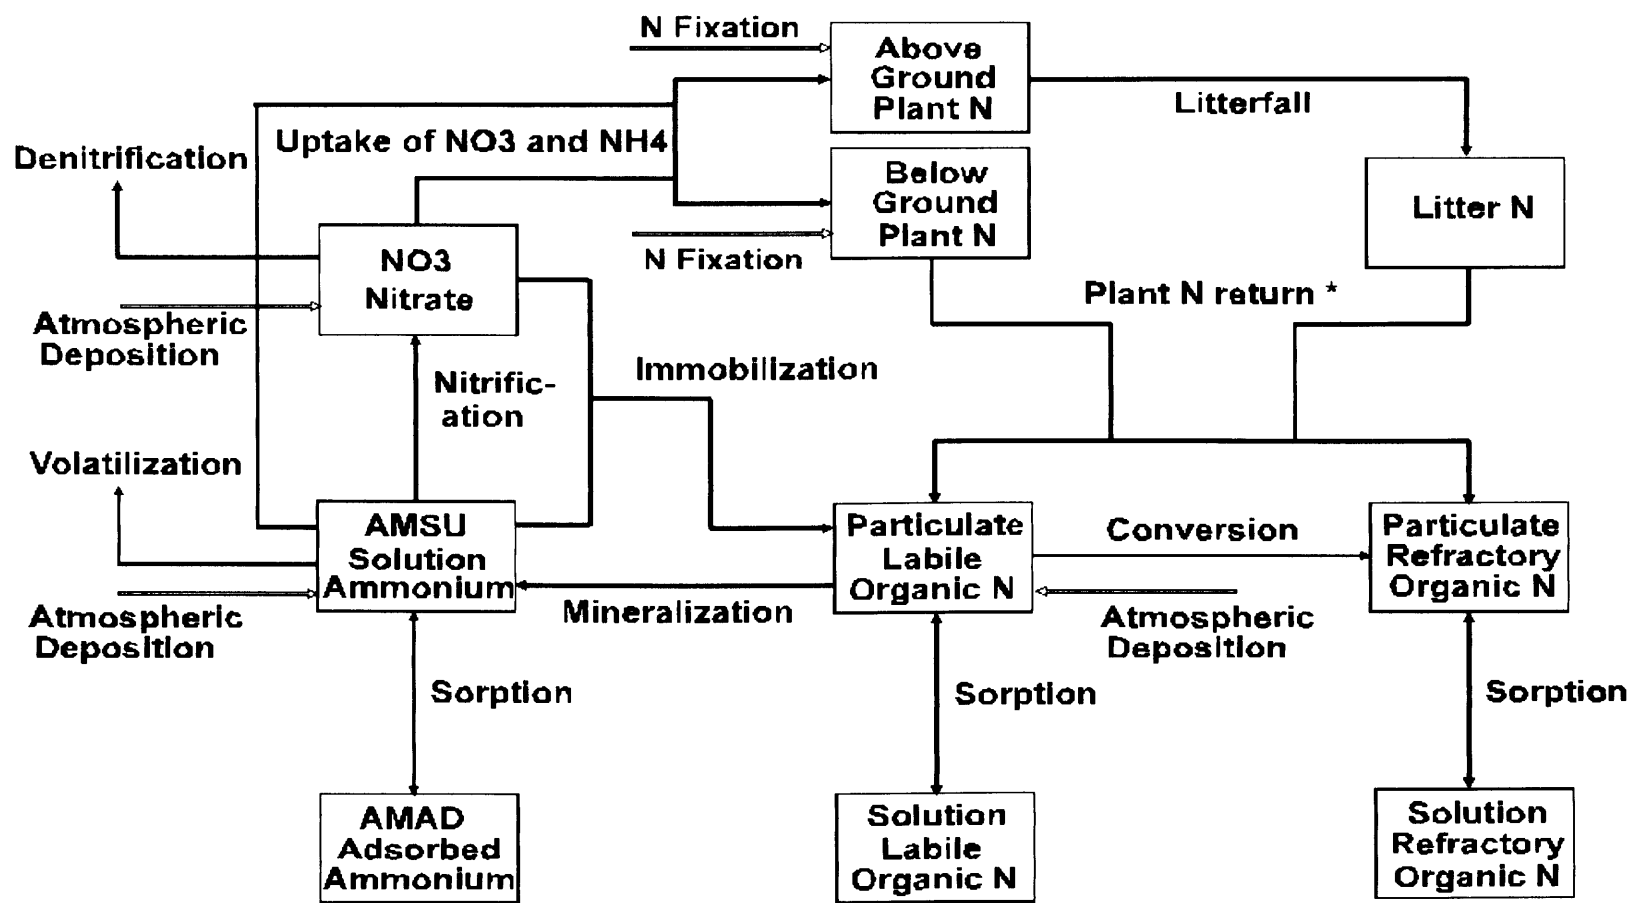 N Fixation
Above
Ground
Plant N
Litterfall
Uptake of NO3 and NH4
Denitrification
Below
Ground
Plant N
Litter N
N Fixation
NO3
Nitrate
Plant N return *
Atmospheric
Deposition
Nitrific-
ation
Immobilization
Volatilization
AMSU
Solution
Ammonium
Particulate
Labile
Organic N
Conversion
Particulate
Refractory
Organic N
Atmospheric
Deposition
Mineralization
Atmospheric
Deposition
Sorption
Sorption
Sorption
AMAD
Adsorbed
Ammonium
Solution
Labile
Organic N
Solution
Refractory
Organic N